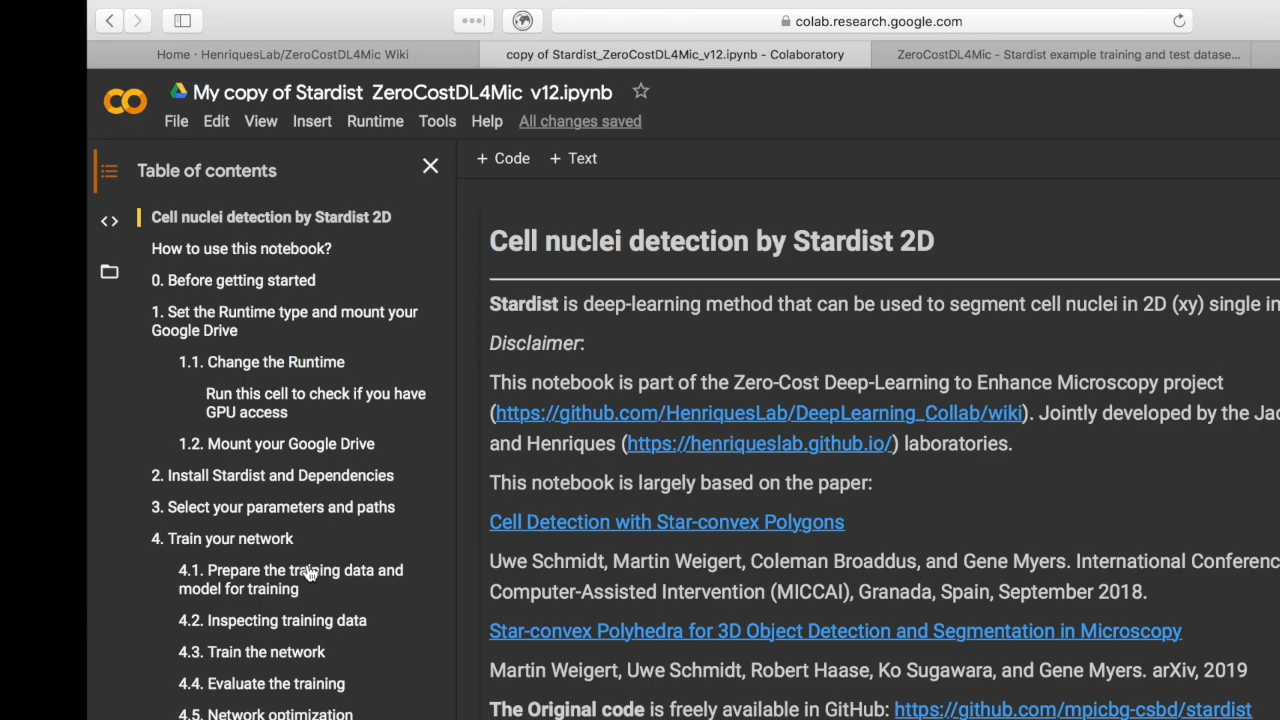 colab.research.google.com
Home · HenriquesLab/ZeroCostDL4Mic Wiki
copy of Stardist_ZeroCostDL4Mic_v12.ipynb - Colaboratory
ZeroCostDL4Mic - Stardist example training and test datase...
My copy of Stardist_ZeroCostDL4Mic_v12.ipynb
File Edit View Insert Runtime Tools Help All changes saved
Table of contents
+ Code + Text
Cell nuclei detection by Stardist 2D
How to use this notebook?
0. Before getting started
1. Set the Runtime type and mount your
Google Drive
1.1. Change the Runtime
Run this cell to check if you have
GPU access
1.2. Mount your Google Drive
2. Install Stardist and Dependencies
3. Select your parameters and paths
4. Train your network
4.1. Prepare the training data and
model for training
4.2. Inspecting training data
4.3. Train the network
4.4. Evaluate the training
4.5. Network optimization
Cell nuclei detection by Stardist 2D
Stardist is deep-learning method that can be used to segment cell nuclei in 2D (xy) single
Disclaimer:
This notebook is part of the Zero-Cost Deep-Learning to Enhance Microscopy project
(https://github.com/HenriquesLab/DeepLearning_Collab/wiki). Jointly developed by the
and Henriques (https://henriqueslab.github.io/) laboratories.
This notebook is largely based on the paper:
Cell Detection with Star-convex Polygons
Uwe Schmidt, Martin Weigert, Coleman Broaddus, and Gene Myers. International
Computer-Assisted Intervention (MICCAI), Granada, Spain, September 2018.
Star-convex Polyhedra for 3D Object Detection and Segmentation in Microscopy
Martin Weigert, Uwe Schmidt, Robert Haase, Ko Sugawara, and Gene Myers. arXiv, 2019
The Original code is freely available in GitHub: https://github.com/mpicbg-csbd/stardist